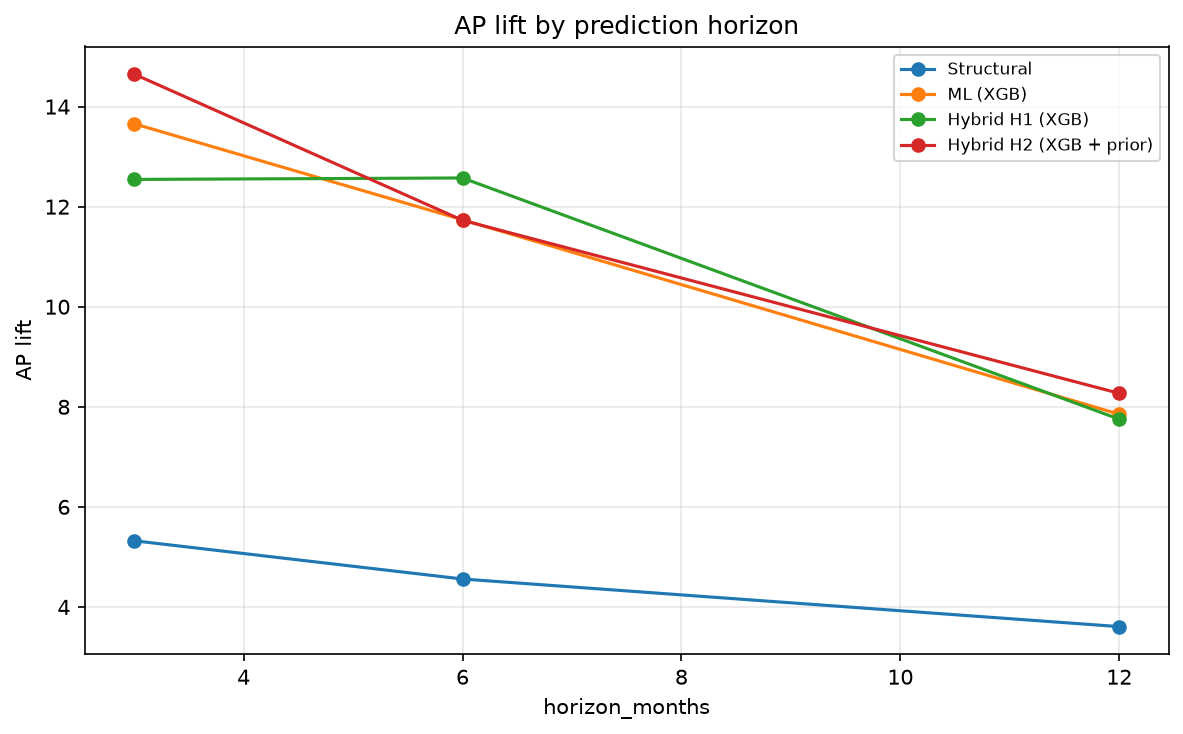 AP lift by prediction horizon
Structural
ML (XGB)
Hybrid H1 (XGB)
Hybrid H2 (XGB + prior)
AP lift
14
12
10
8
6
4
4
6
8
10
12
horizon_months